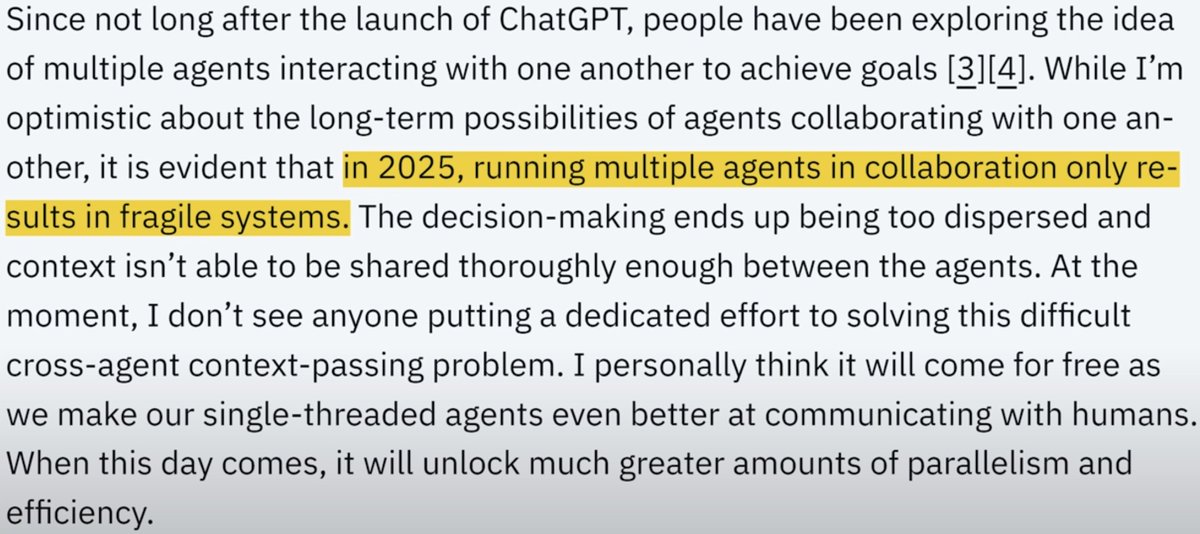 Since not long after the launch of ChatGPT, people have been exploring the idea
of multiple agents interacting with one another to achieve goals [3][4]. While I’m
optimistic about the long-term possibilities of agents collaborating with one an-
other, it is evident that in 2025, running multiple agents in collaboration only re-
sults in fragile systems. The decision-making ends up being too dispersed and
context isn’t able to be shared thoroughly enough between the agents. At the
moment, I don’t see anyone putting a dedicated effort to solving this difficult
cross-agent context-passing problem. I personally think it will come for free as
we make our single-threaded agents even better at communicating with humans.
When this day comes, it will unlock much greater amounts of parallelism and
efficiency.